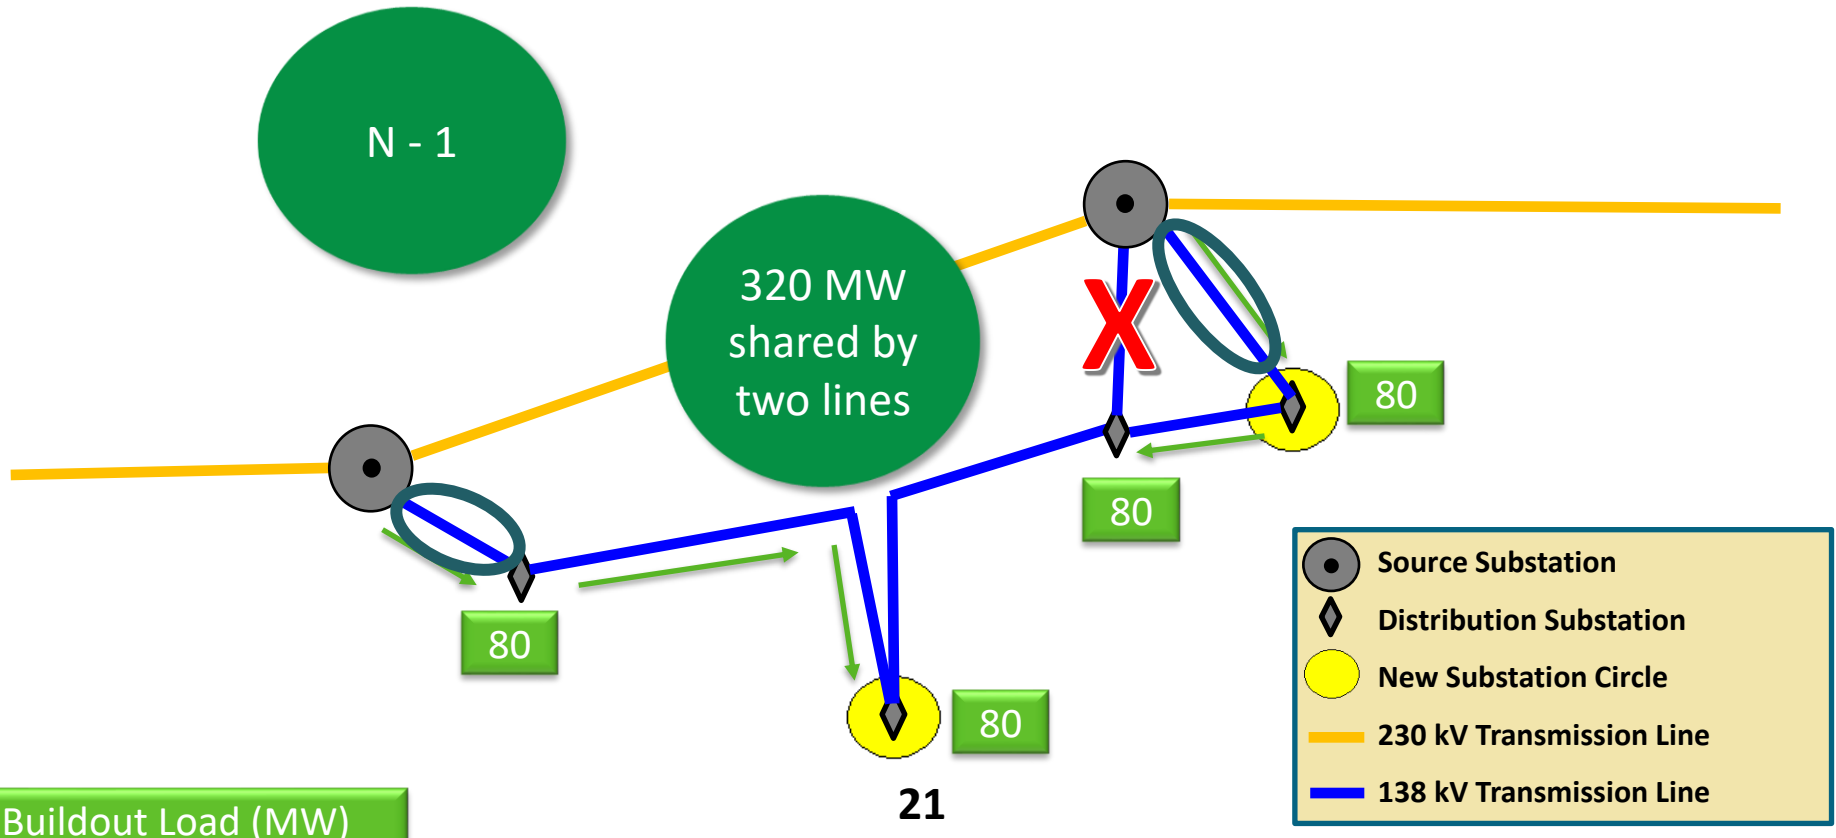 N - 1
320 MW
shared by
two lines
X
80
80
80
80
21
Buildout Load (MW)
Source Substation
Distribution Substation
New Substation Circle
230 kV Transmission Line
138 kV Transmission Line